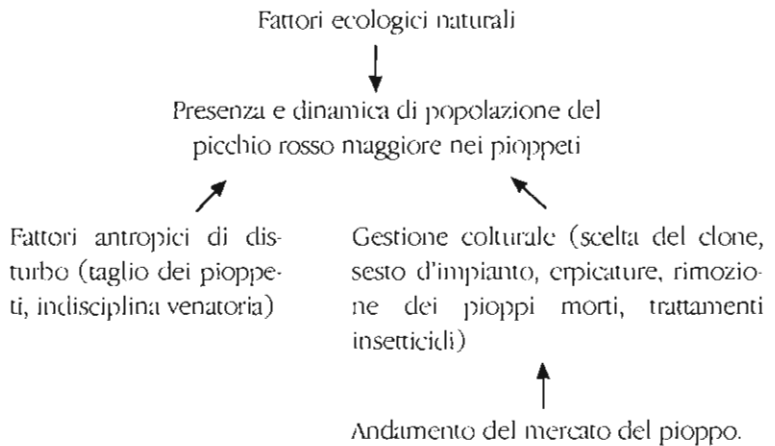 Fattori ecologici naturali
Presenza e dinamica di popolazione del
picchio rosso maggiore nei pioppeti
Fattori antropici di dis-
turbo (taglio dei pioppe-
ti, indisciplina venatoria)
Gestione colturale (scelta del clone,
sesto d'impianto, erpicature, rimozio-
ne dei pioppi morti, trattamenti
insetticidi)
Andamento del mercato del pioppo.